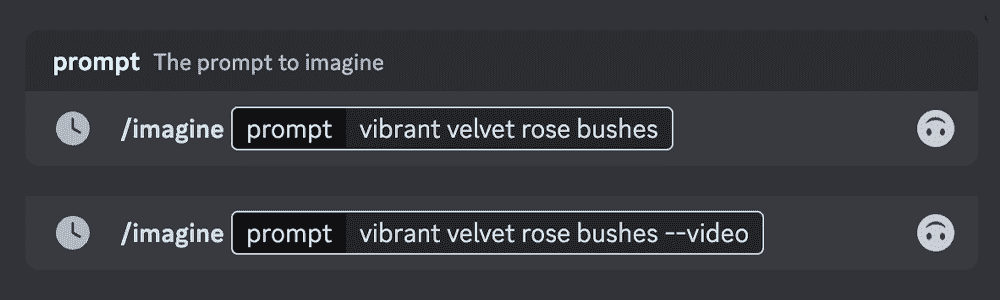 prompt The prompt to imagine
/imagine prompt vibrant velvet rose bushes
/imagine prompt vibrant velvet rose bushes --video